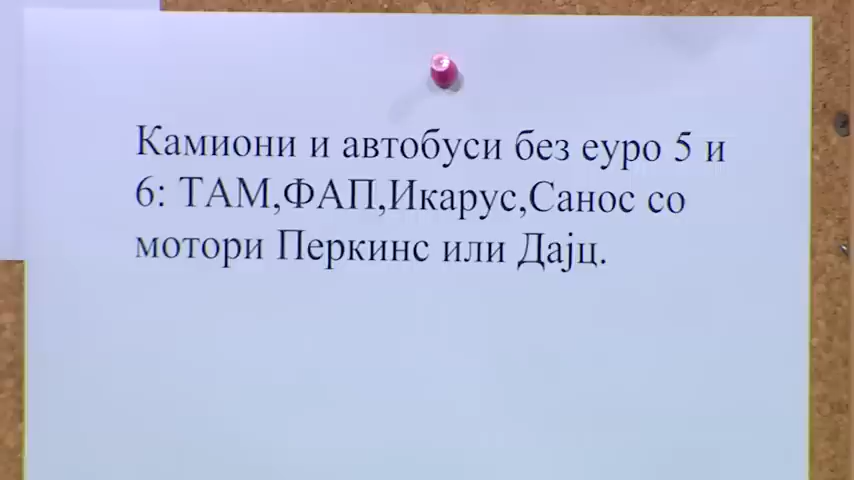 Камиони и автобуси без еуро 5 и
6: ТАМ,ФАП,Икарус,Санос со
мотори Перкинс или Дајц.